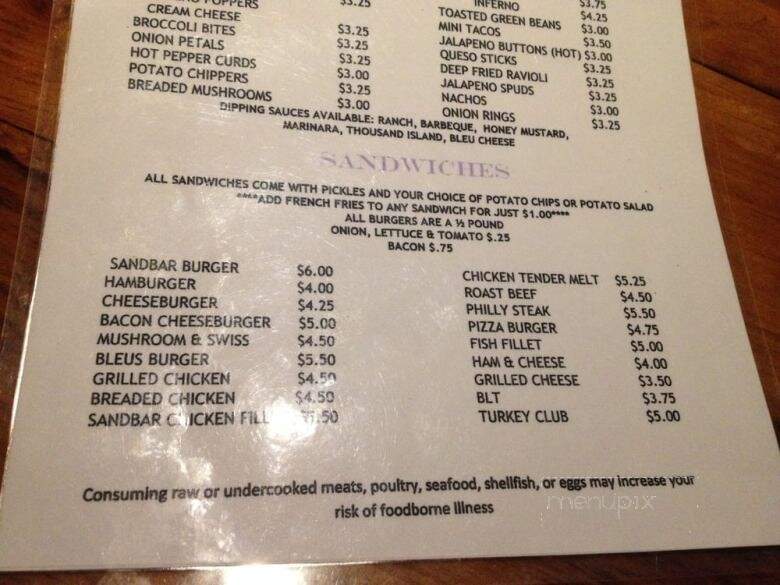 POPPERS $3.25
CREAM CHEESE
BROCCOLI BITES $3.25
ONION PETALS $3.25
HOT PEPPER CURDS $3.25
POTATO CHIPPERS $3.00
BREADED MUSHROOMS $3.25
$3.00
INFERNO $3.75
TOASTED GREEN BEANS $4.25
MINI TACOS $3.00
JALAPENO BUTTONS (HOT) $3.50
QUESO STICKS $3.00
DEEP FRIED RAVIOLI $3.25
JALAPENO SPUDS $3.25
NACHOS $3.25
ONION RINGS $3.00
$3.25
DIPPING SAUCES AVAILABLE: RANCH, BARBEQUE, HONEY MUSTARD,
MARINARA, THOUSAND ISLAND, BLEU CHEESE
SANDWICHES
ALL SANDWICHES COME WITH PICKLES AND YOUR CHOICE OF POTATO CHIPS OR POTATO SALAD
****ADD FRENCH FRIES TO ANY SANDWICH FOR JUST $1.00****
ALL BURGERS ARE A ½ POUND
ONION, LETTUCE & TOMATO $.25
BACON $.75
SANDBAR BURGER $6.00
HAMBURGER $4.00
CHEESEBURGER $4.25
BACON CHEESEBURGER $5.00
MUSHROOM & SWISS $4.50
BLEUS BURGER $5.50
GRILLED CHICKEN $4.50
BREADED CHICKEN $4.50
SANDBAR CHICKEN
CHICKEN TENDER MELT $5.25
ROAST BEEF $4.50
PHILLY STEAK $5.50
PIZZA BURGER $4.75
FISH FILLET $5.00
HAM & CHEESE $4.00
GRILLED CHEESE $3.50
BLT $3.75
TURKEY CLUB $5.00
Consuming raw or undercooked meats, poultry, seafood, shellfish, or eggs may increase your
risk of foodborne Illness
menupix